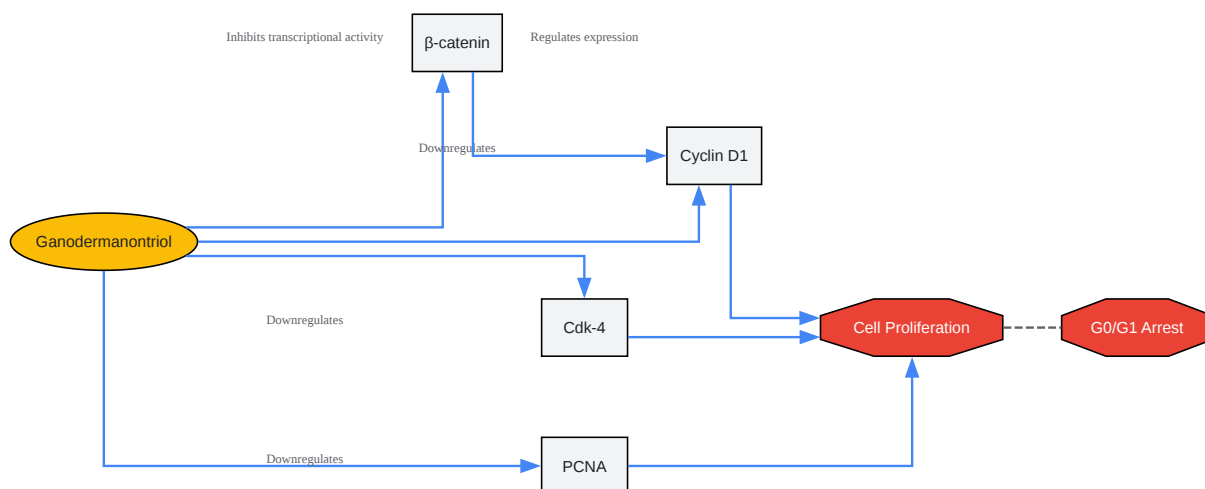 Inhibits transcriptional activity
β-catenin
Regulates expression
Downregulates
Cyclin D1
Ganodermanontriol
Downregulates
Cdk-4
Cell Proliferation
G0/G1 Arrest
Downregulates
PCNA